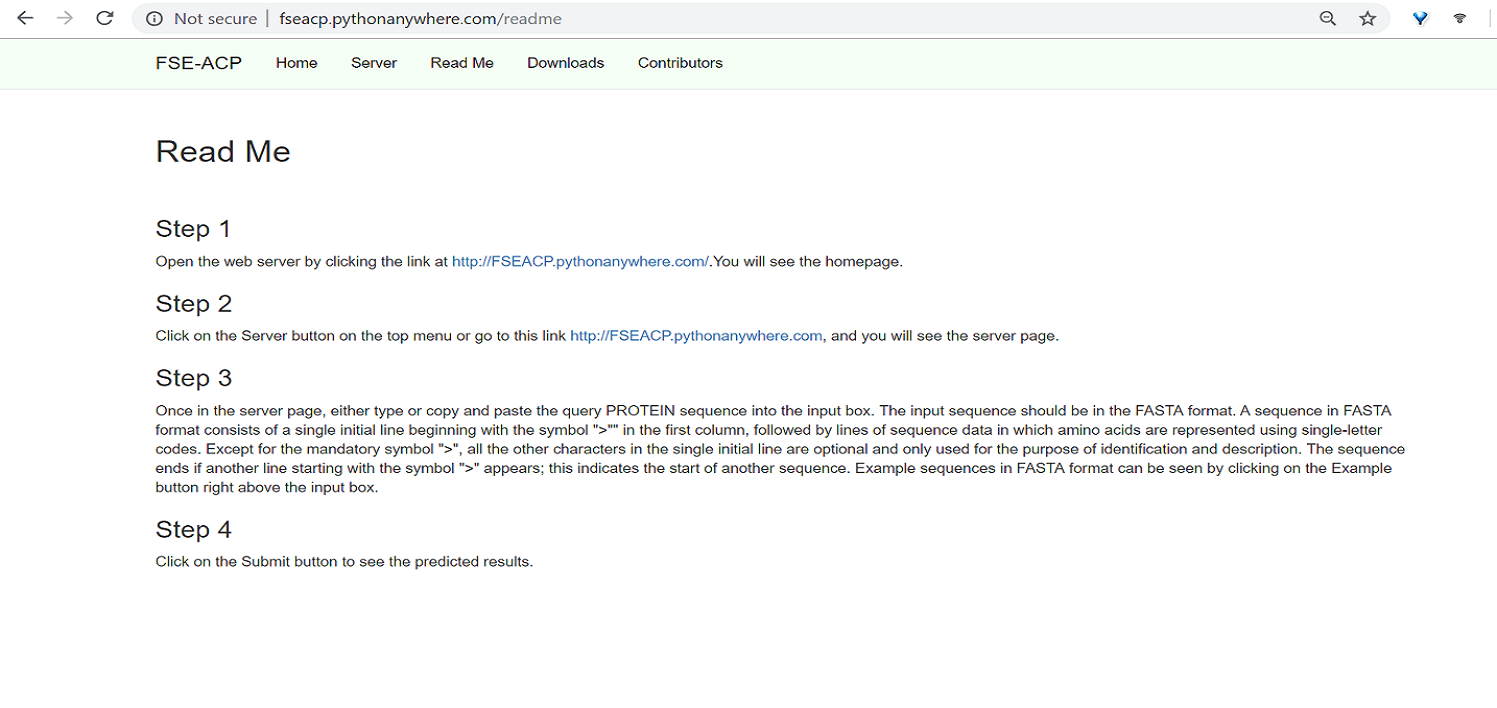 Not secure | fseacp.pythonanywhere.com/readme
FSE-ACP Home Server Read Me Downloads Contributors
Read Me
Step 1
Open the web server by clicking the link at http://FSEACP.pythonanywhere.com/.You will see the homepage.
Step 2
Click on the Server button on the top menu or go to this link http://FSEACP.pythonanywhere.com, and you will see the server page.
Step 3
Once in the server page, either type or copy and paste the query PROTEIN sequence into the input box. The input sequence should be in the FASTA format. A sequence in FASTA
format consists of a single initial line beginning with the symbol ">"" in the first column, followed by lines of sequence data in which amino acids are represented using single-letter
codes. Except for the mandatory symbol ">", all the other characters in the single initial line are optional and only used for the purpose of identification and description. The sequence
ends if another line starting with the symbol ">" appears; this indicates the start of another sequence. Example sequences in FASTA format can be seen by clicking on the Example
button right above the input box.
Step 4
Click on the Submit button to see the predicted results.